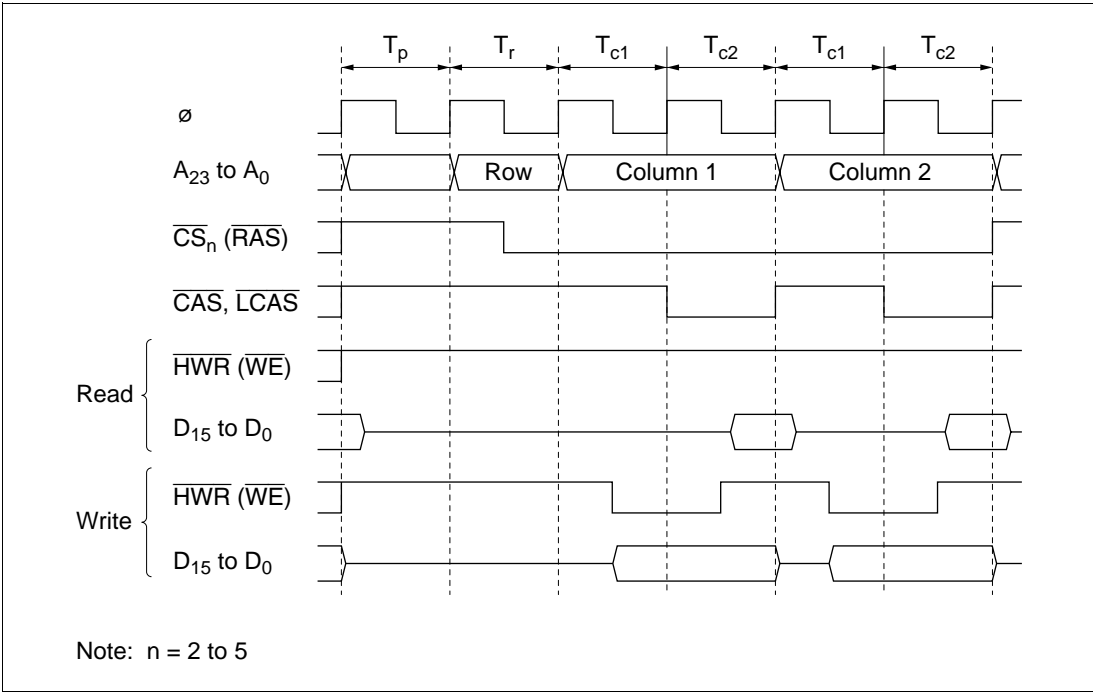 Tp Tr Tc1 Tc2 Tc1 Tc2
ø
A23 to A0 Row Column 1 Column 2
CSn (RAS)
CAS, LCAS
Read
HWR (WE)
D15 to D0
Write
HWR (WE)
D15 to D0
Note: n = 2 to 5